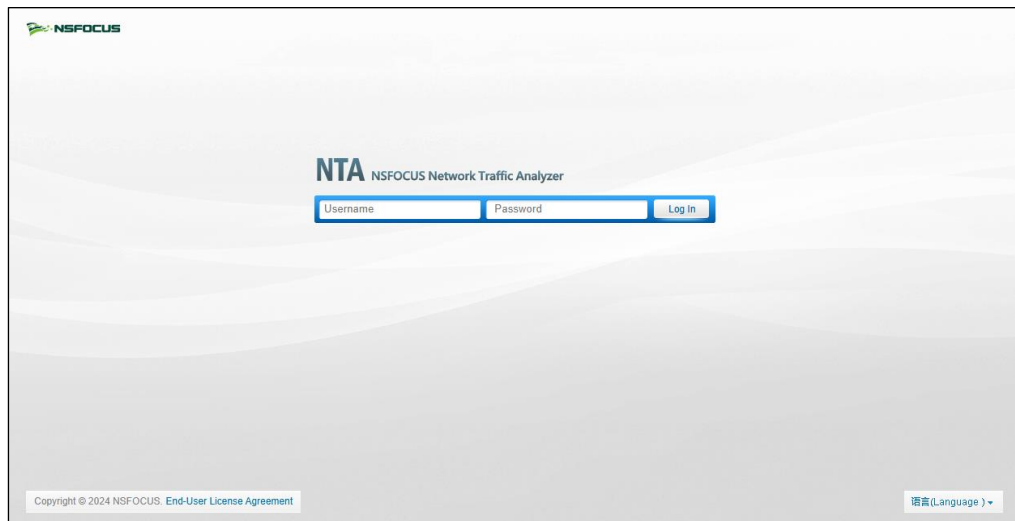 NSFOCUS
NTA NSFOCUS Network Traffic Analyzer
Username Password Log In
Copyright © 2024 NSFOCUS. End-User License Agreement
语言(Language )